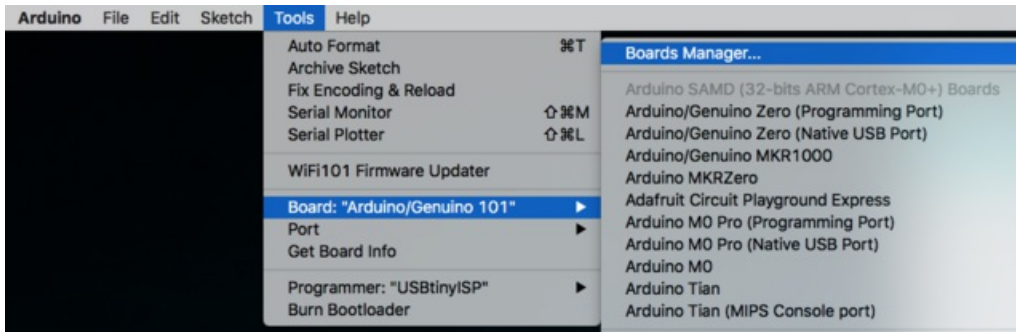 Arduino File Edit Sketch Tools Help
Auto Format ⌘T
Archive Sketch
Fix Encoding & Reload
Serial Monitor ⇧⌘M
Serial Plotter ⇧⌘L
WiFi101 Firmware Updater
Board: "Arduino/Genuino 101"
Port
Get Board Info
Programmer: "USBtinyISP"
Burn Bootloader
Boards Manager...
Arduino SAMD (32-bits ARM Cortex-M0+) Boards
Arduino/Genuino Zero (Programming Port)
Arduino/Genuino Zero (Native USB Port)
Arduino/Genuino MKR1000
Arduino MKRZero
Adafruit Circuit Playground Express
Arduino M0 Pro (Programming Port)
Arduino M0 Pro (Native USB Port)
Arduino M0
Arduino Tian
Arduino Tian (MIPS Console port)